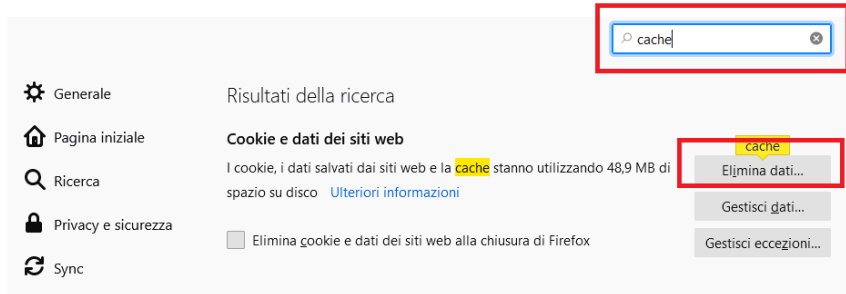 cache
Generale
Pagina iniziale
Ricerca
Privacy e sicurezza
Sync
Risultati della ricerca
Cookie e dati dei siti web
I cookie, i dati salvati dai siti web e la cache stanno utilizzando 48,9 MB di
spazio su disco Ulteriori informazioni
Elimina cookie e dati dei siti web alla chiusura di Firefox
cache
Elimina dati...
Gestisci dati...
Gestisci eccezioni...